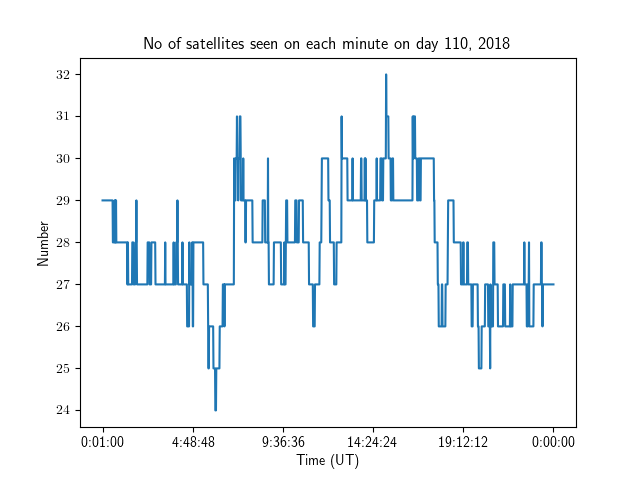 No of satellites seen on each minute on day 110, 2018
32
31
30
29
28
27
26
25
24
Number
0:01:00 4:48:48 9:36:36 14:24:24 19:12:12 0:00:00
Time (UT)